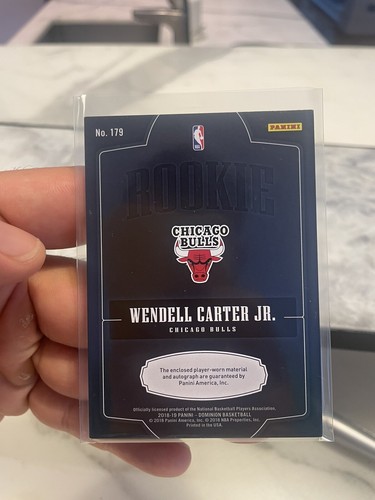 No. 179
PANINI
ROOKIE
CHICAGO
BULLS
WENDELL CARTER JR.
CHICAGO BULLS
The enclosed player-worn material
and autograph are guaranteed by
Panini America, Inc.
Officially licensed product of the National Basketball Players Association.
2018-19 PANINI - DOMINION BASKETBALL
© 2018 Panini America, Inc. © 2018 NBA Properties, Inc.
Printed in the USA.